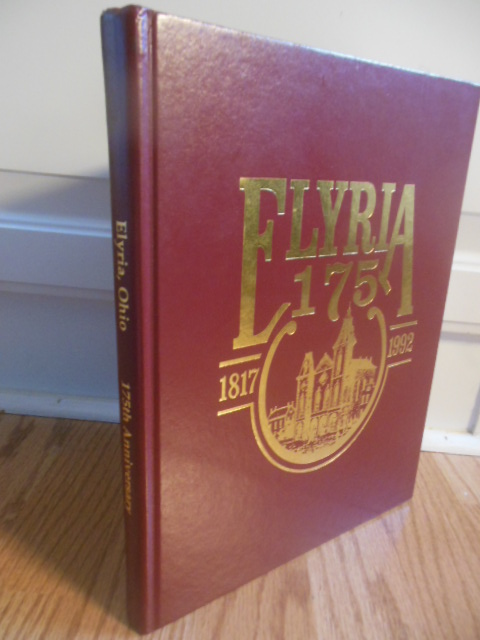 Elyria, Ohio 175th Anniversary
ELYRIA
175
1817 1992